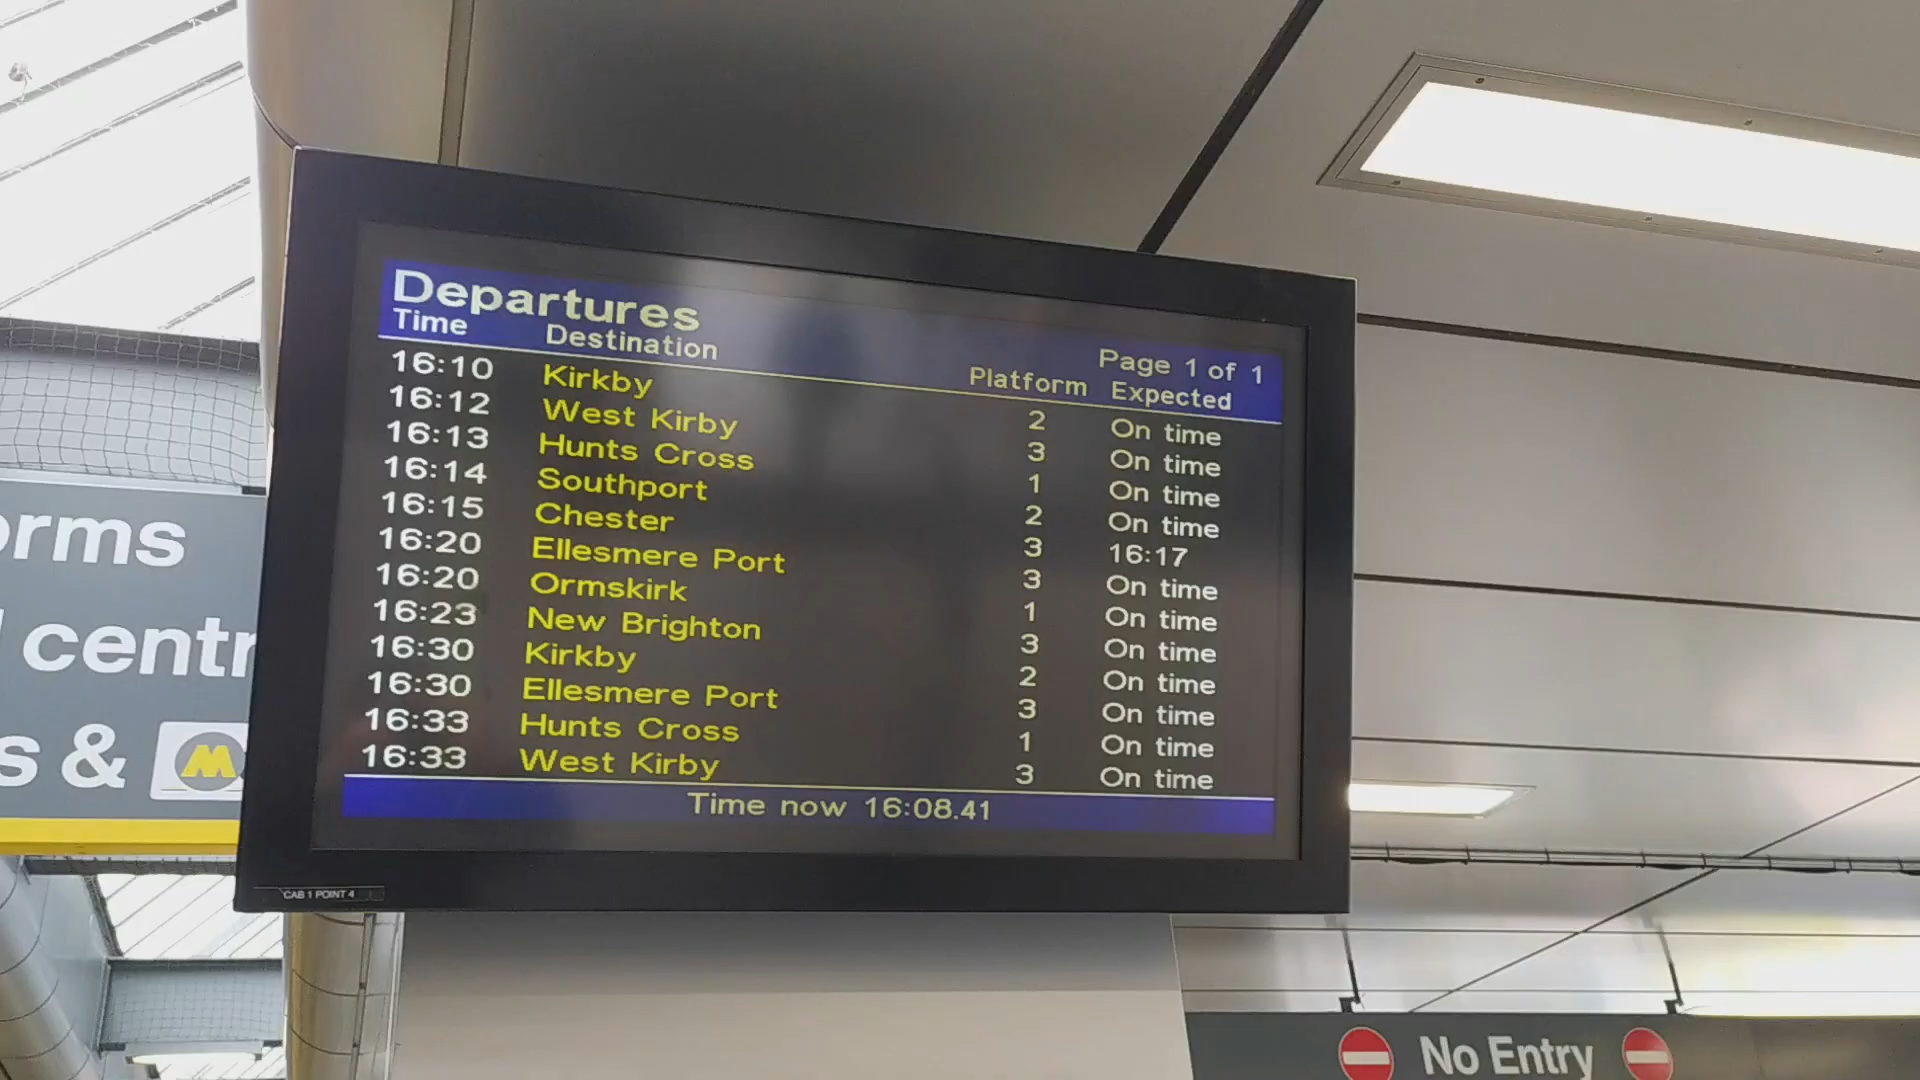 Departures
Page 1 of 1
Time Destination Platform Expected
16:10 Kirkby 2 On time
16:12 West Kirby 3 On time
16:13 Hunts Cross 1 On time
16:14 Southport 2 On time
16:15 Chester 3 16:17
16:20 Ellesmere Port 3 On time
16:20 Ormskirk 1 On time
16:23 New Brighton 3 On time
16:30 Kirkby 2 On time
16:30 Ellesmere Port 3 On time
16:33 Hunts Cross 1 On time
16:33 West Kirby 3 On time
Time now 16:08.41
CAB 1 POINT 4
orms
centr
s & M
No Entry